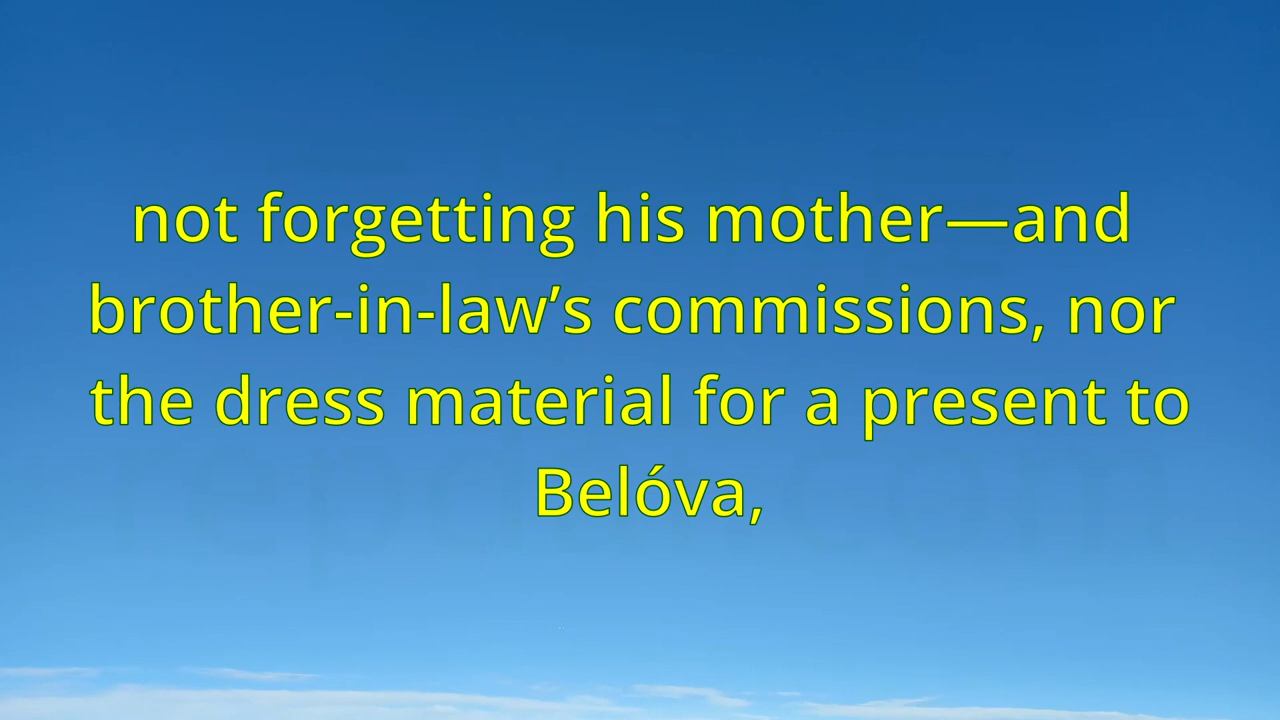 not forgetting his mother—and
brother-in-law’s commissions, nor
the dress material for a present to
Belóva,